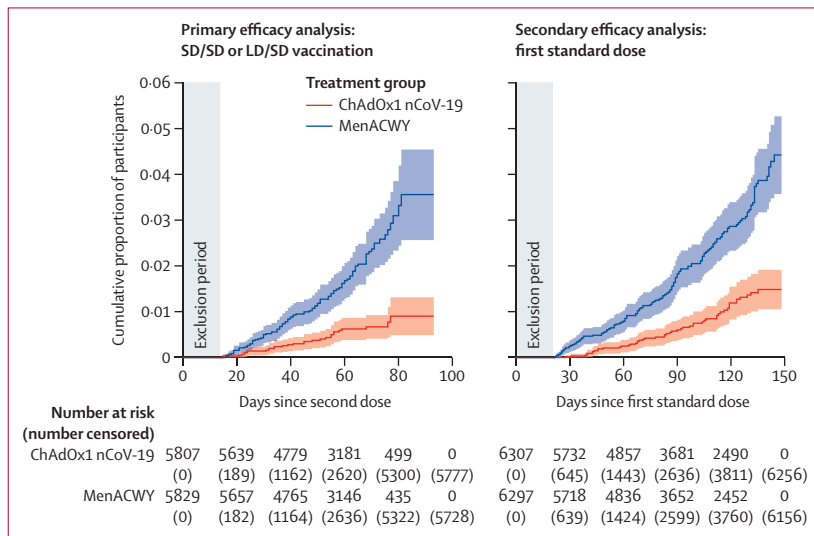 Primary efficacy analysis:
SD/SD or LD/SD vaccination
Secondary efficacy analysis:
first standard dose
Treatment group
ChAdOx1 nCoV-19
MenACWY
Cumulative proportion of participants
0·06
0·05
0·04
0·03
0·02
0·01
0
Exclusion period
Exclusion period
0 20 40 60 80 100
0 30 60 90 120 150
Days since second dose
Days since first standard dose
Number at risk
(number censored)
ChAdOx1 nCoV-19 5807 5639 4779 3181 499 0 6307 5732 4857 3681 2490 0
(0) (189) (1162) (2620) (5300) (5777) (0) (645) (1443) (2636) (3811) (6256)
MenACWY 5829 5657 4765 3146 435 0 6297 5718 4836 3652 2452 0
(0) (182) (1164) (2636) (5322) (5728) (0) (639) (1424) (2599) (3760) (6156)